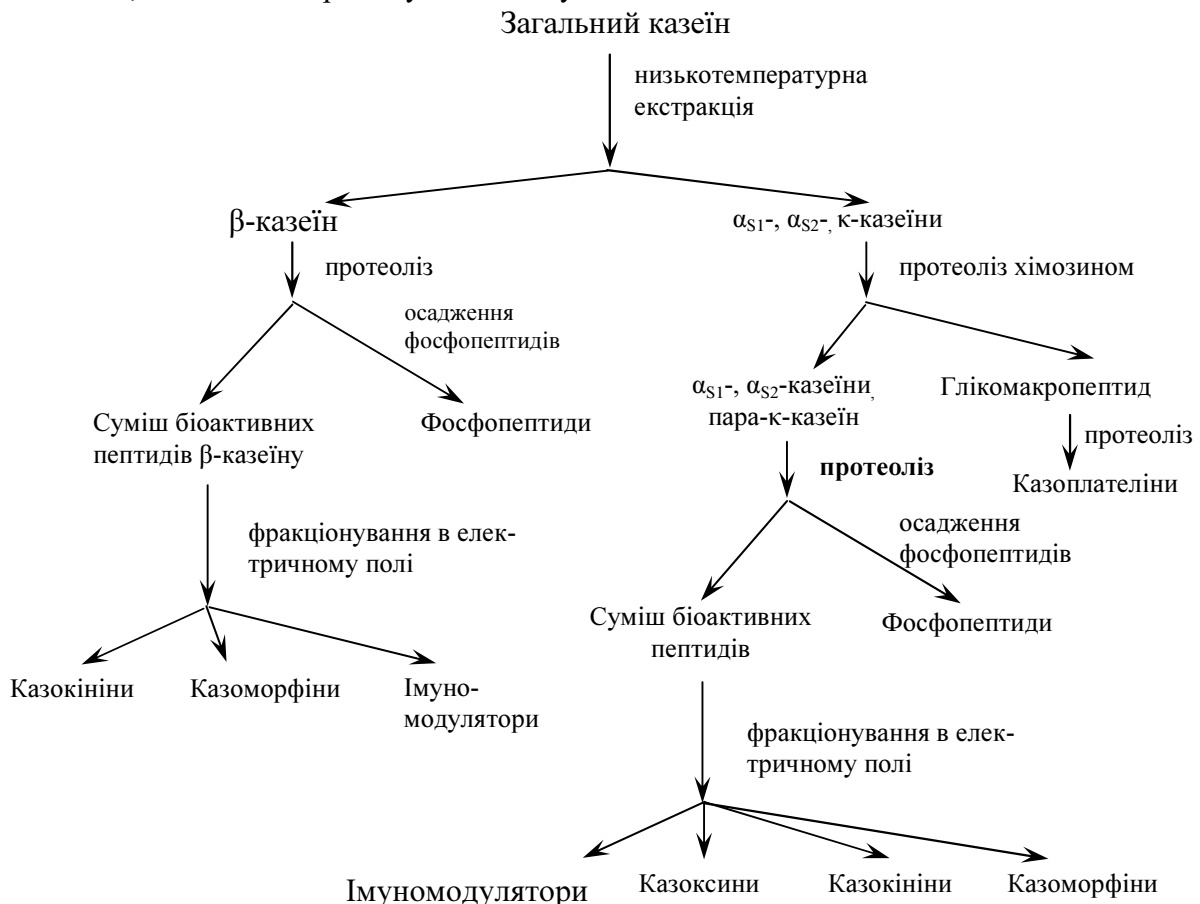 Загальний казеїн
низькотемпературна
екстракція
β-казеїн
αS1-, αS2-, κ-казеїни
протеоліз
протеоліз хімозином
осадження
фосфопептидів
αS1-, αS2-казеїни,
пара-κ-казеїн
Глікомакропептид
Суміш біоактивних
пептидів β-казеїну
Фосфопептиди
протеоліз
протеоліз
Казоплателіни
фракціонування в елек-
тричному полі
осадження
фосфопептидів
Суміш біоактивних
пептидів
Фосфопептиди
Казокініни
Казоморфіни
Імуно-
модулятори
фракціонування в елек-
тричному полі
Імуномодулятори
Казоксини
Казокініни
Казоморфіни